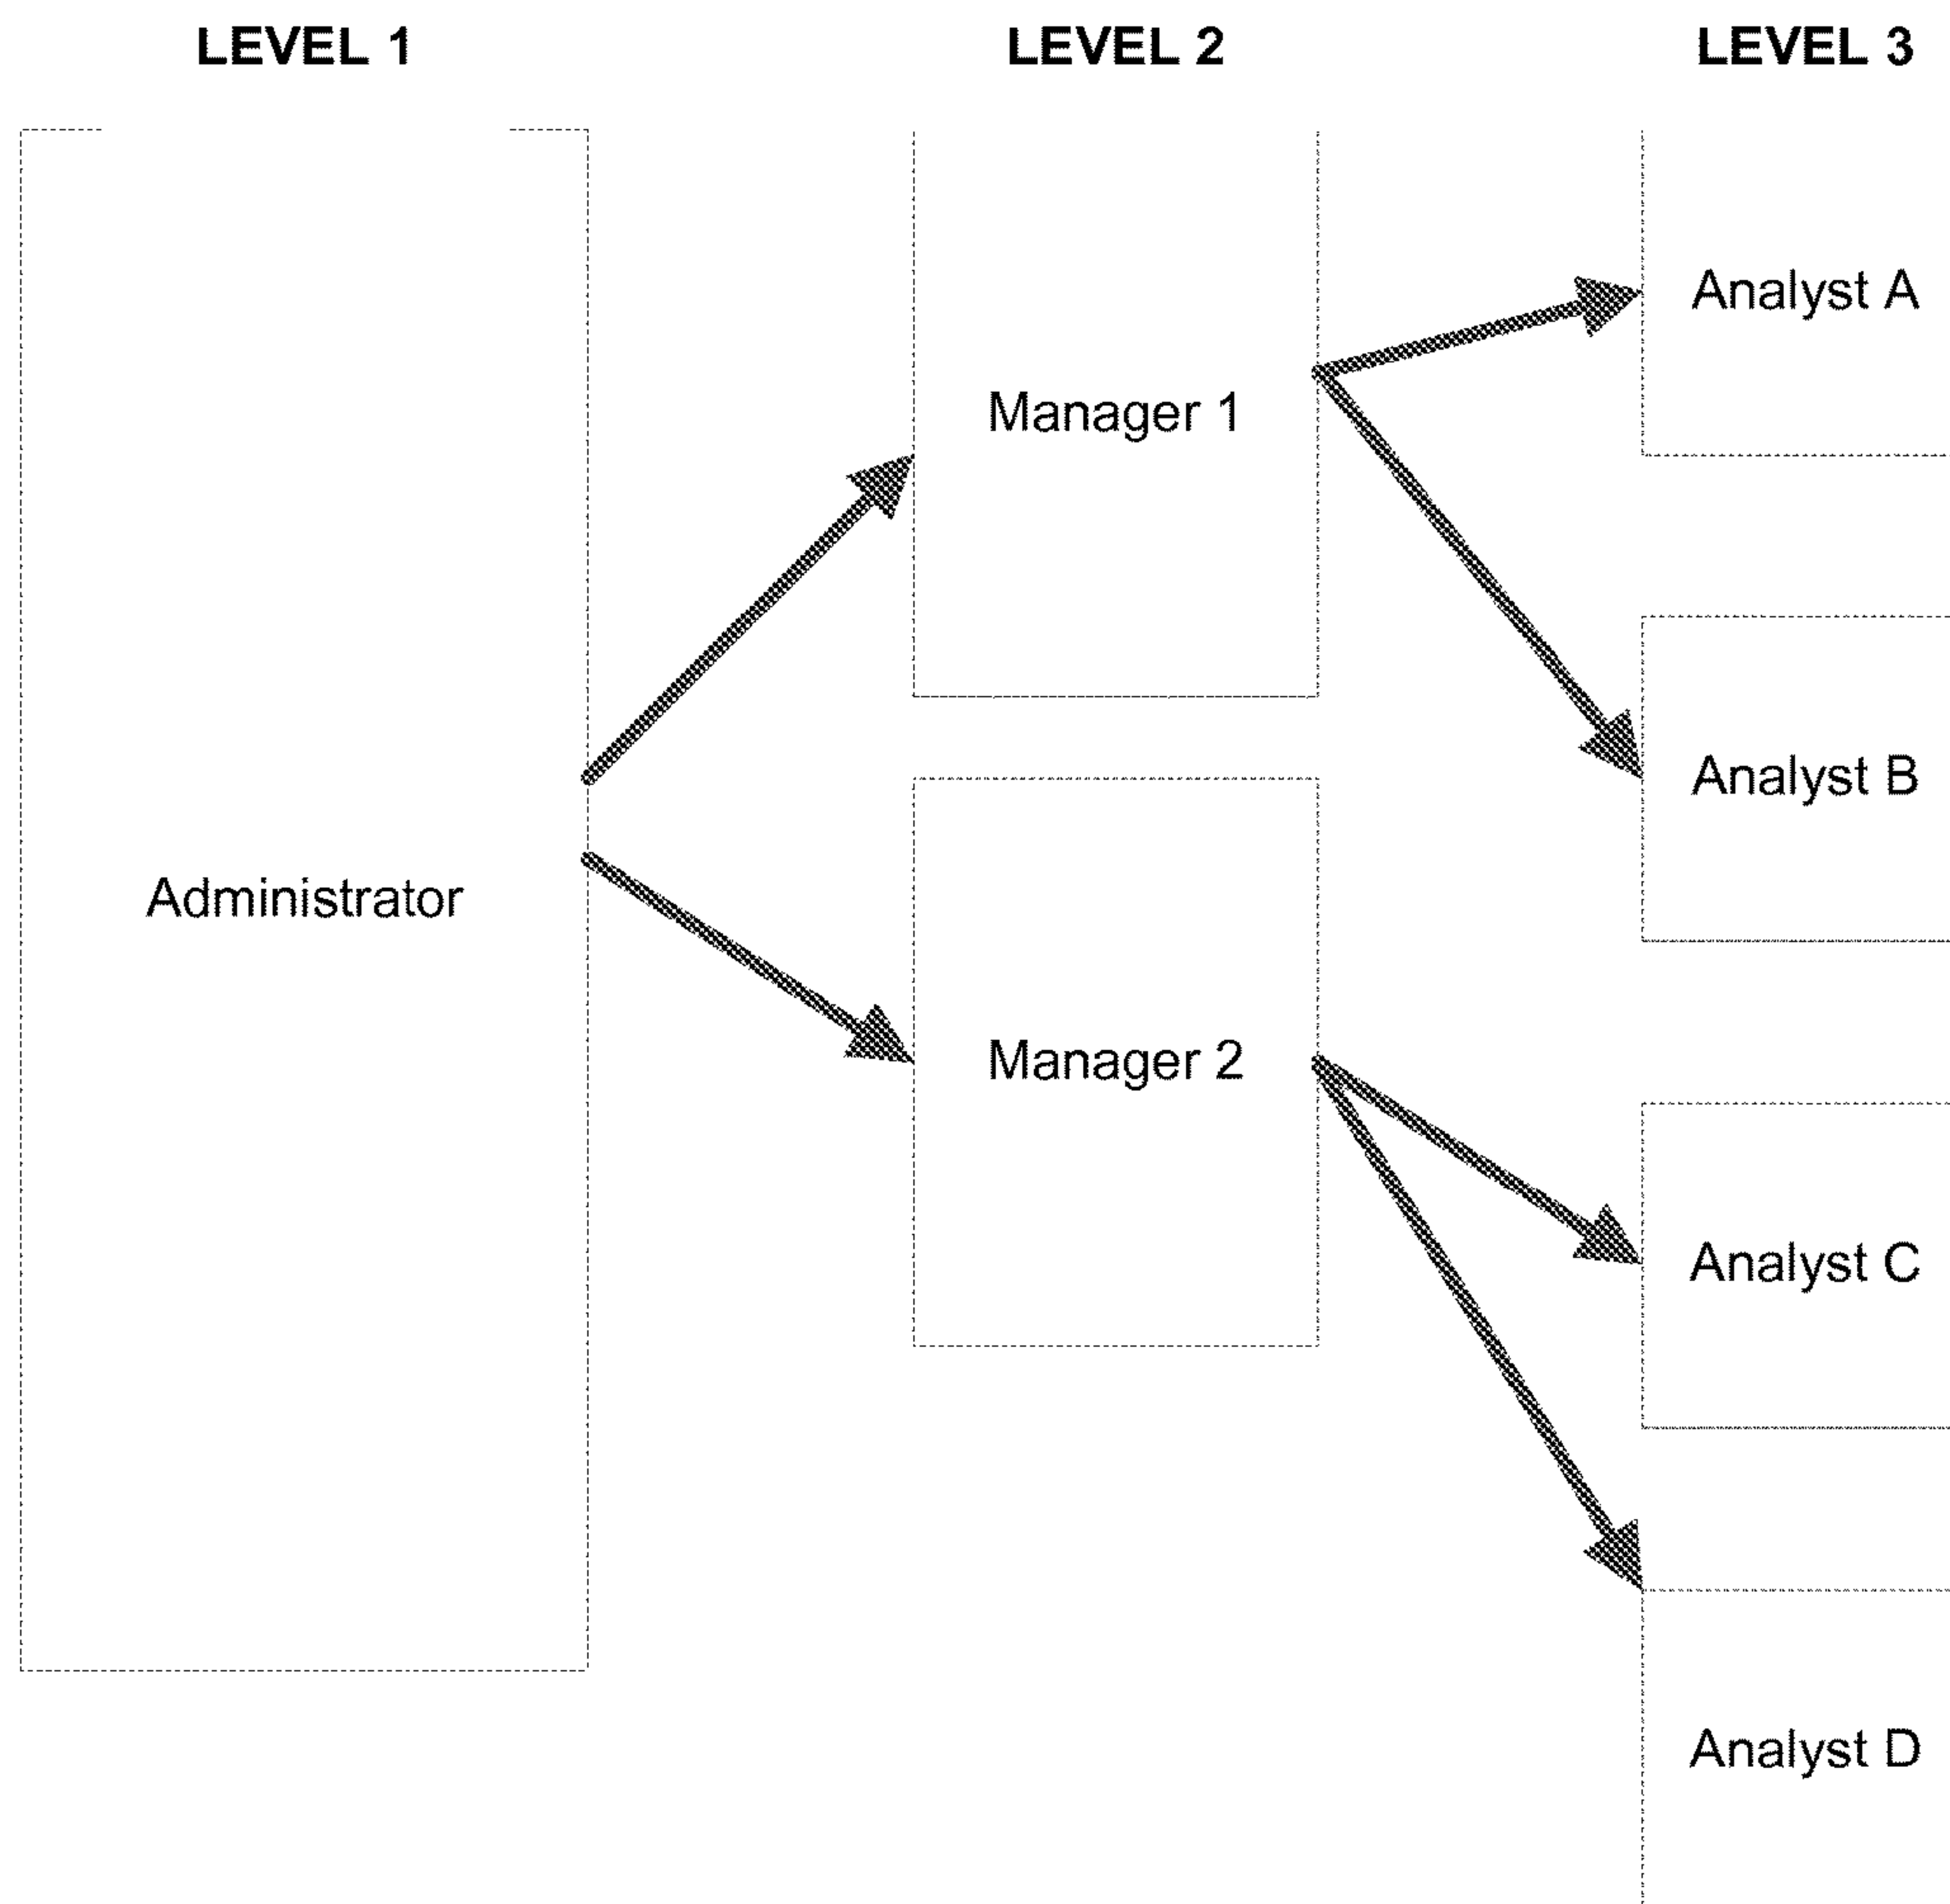 LEVEL 1
LEVEL 2
LEVEL 3
Administrator
Manager 1
Manager 2
Analyst A
Analyst B
Analyst C
Analyst D